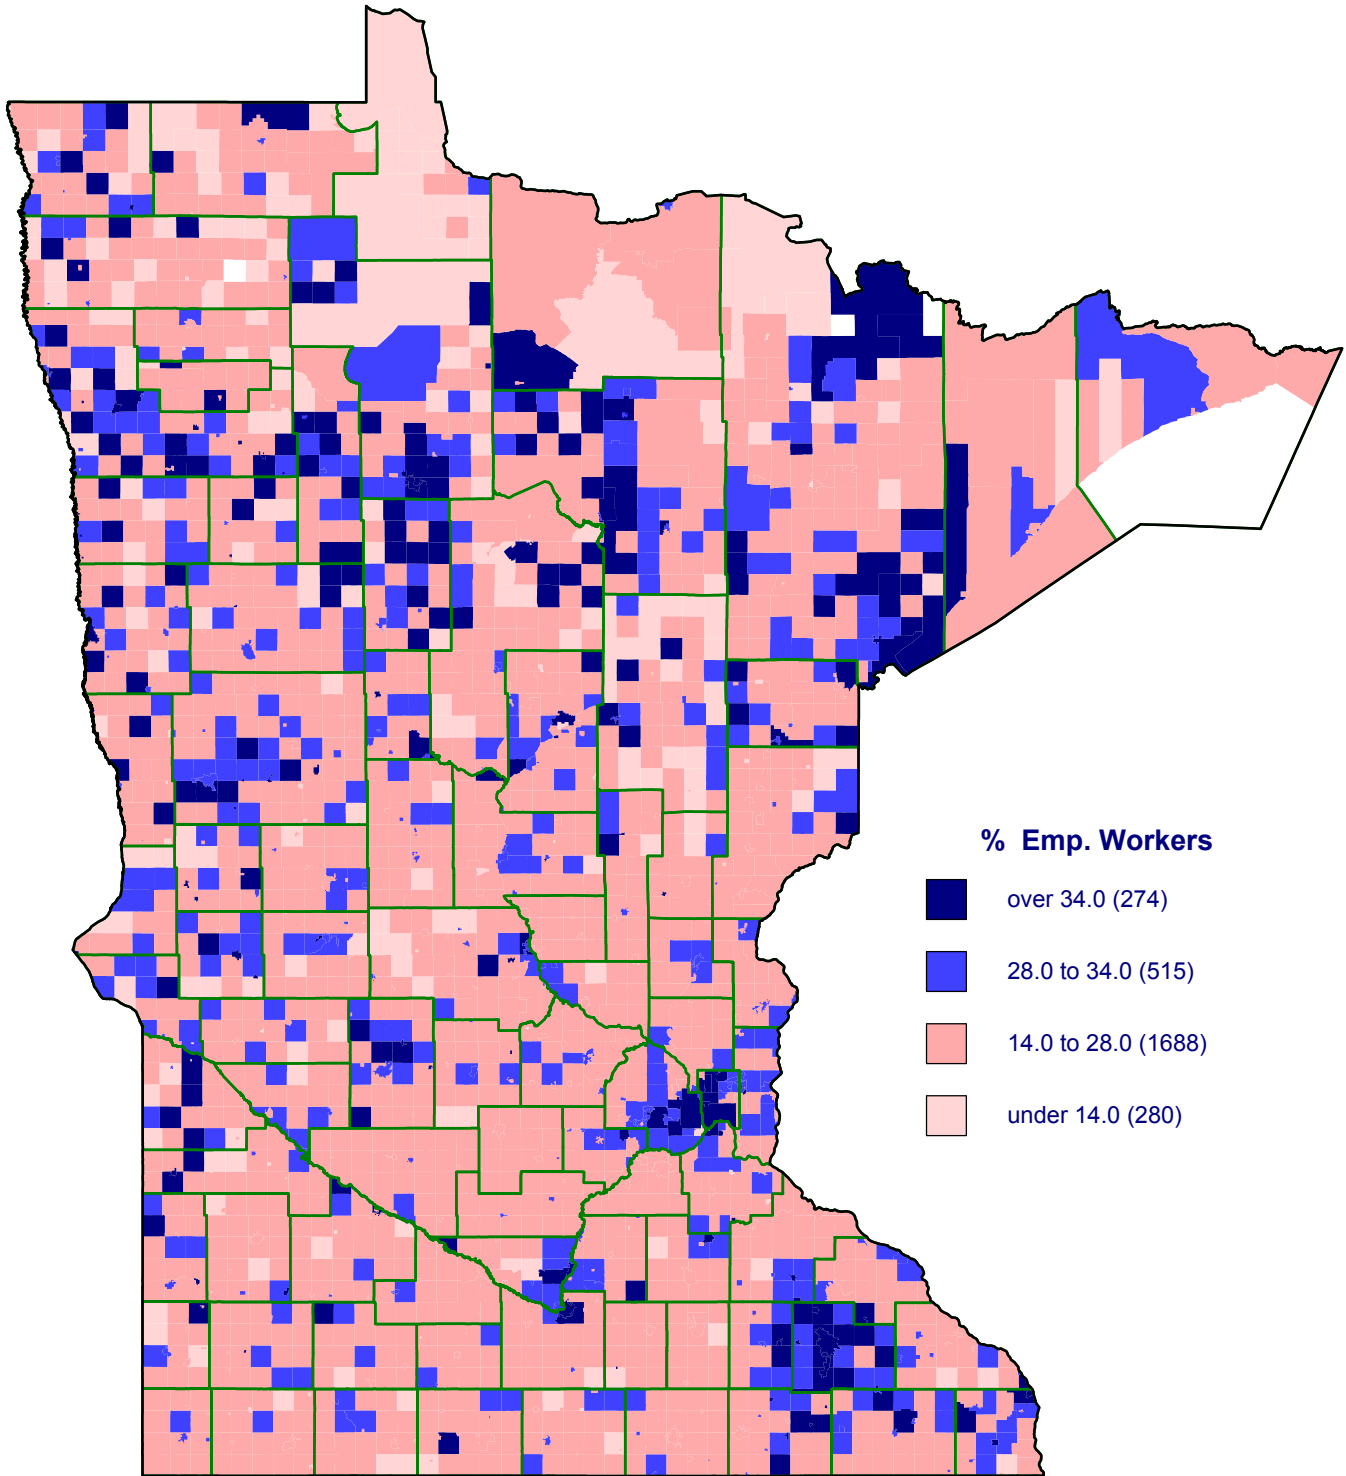 % Emp. Workers
over 34.0 (274)
28.0 to 34.0 (515)
14.0 to 28.0 (1688)
under 14.0 (280)